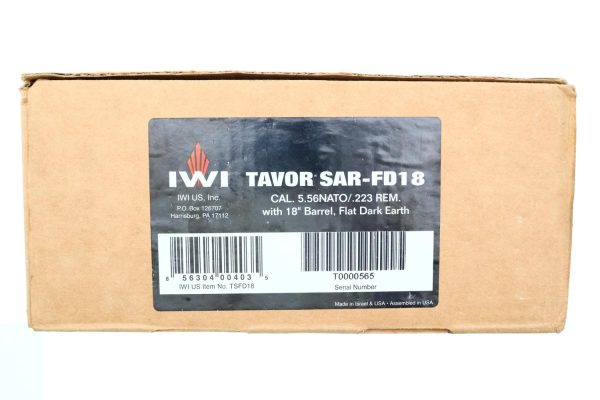 IWI
IWI US, Inc.
P.O. Box 126707
Harrisburg, PA 17112
TAVOR SAR-FD18
CAL. 5.56NATO/.223 REM.
with 18" Barrel, Flat Dark Earth
6 56304 00403 5
IWI US Item No. TSFD18
T0000565
Serial Number
Made in Israel & USA • Assembled in USA